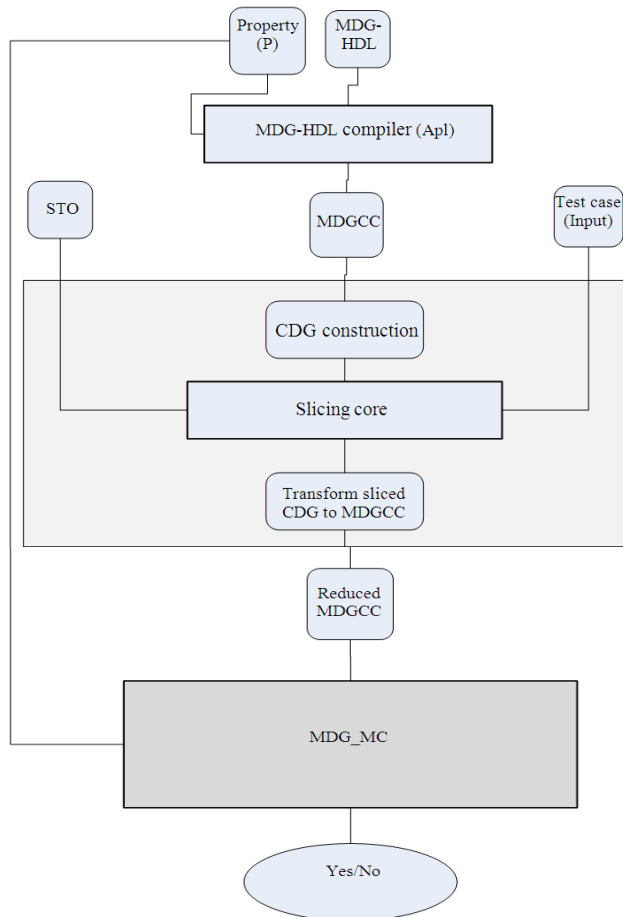 Property
(P)
MDG-
HDL
MDG-HDL compiler (Apl)
STO
MDGCC
Test case
(Input)
CDG construction
Slicing core
Transform sliced
CDG to MDGCC
Reduced
MDGCC
MDG_MC
Yes/No